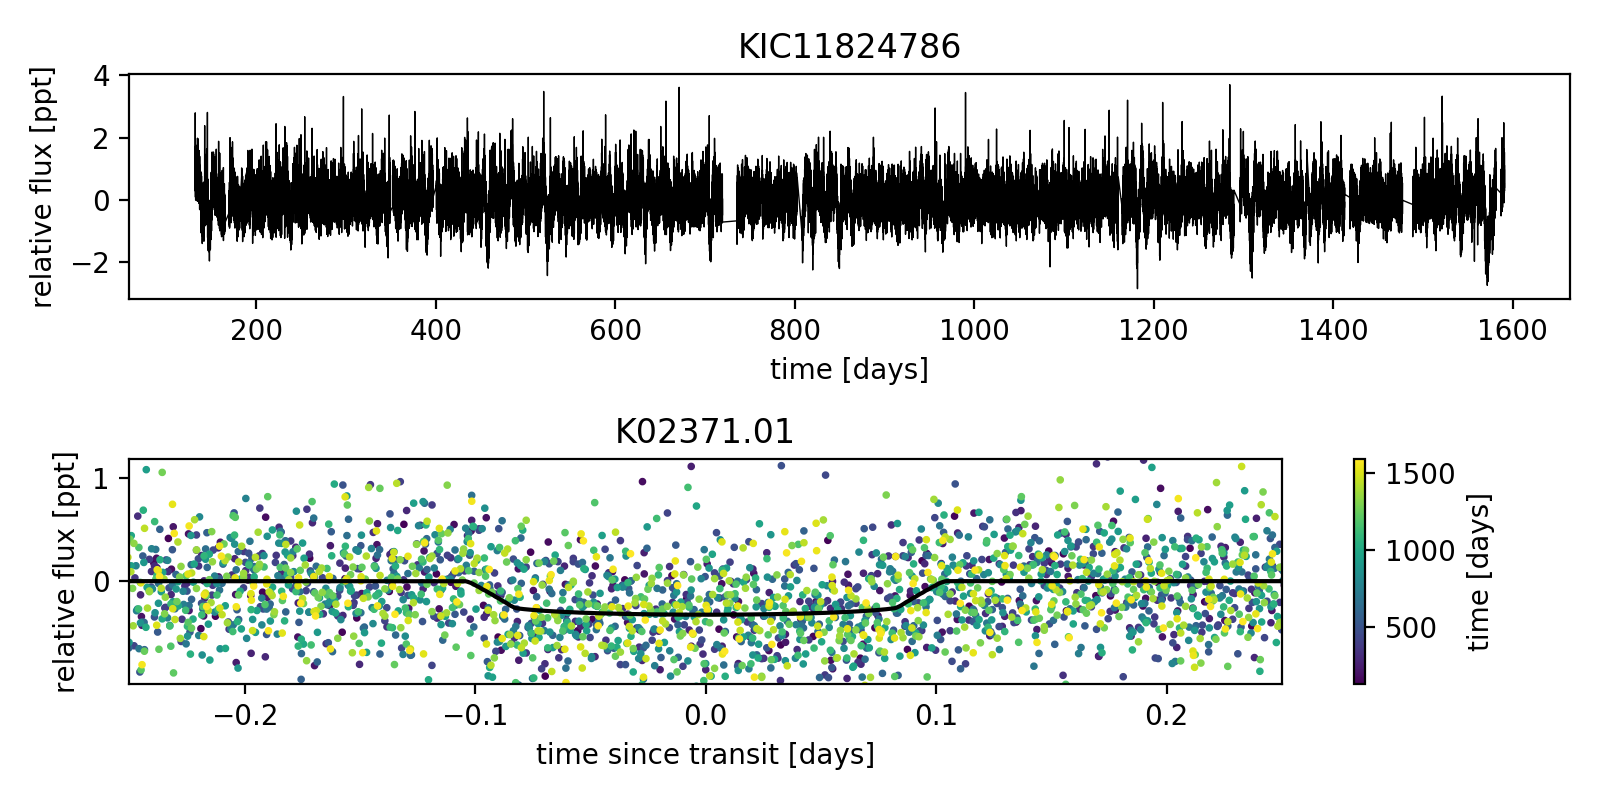 KIC11824786
relative flux [ppt]
4
2
0
−2
200 400 600 800 1000 1200 1400 1600
time [days]
K02371.01
relative flux [ppt]
1
0
−0.2 −0.1 0.0 0.1 0.2
time since transit [days]
1500
1000
500
time [days]